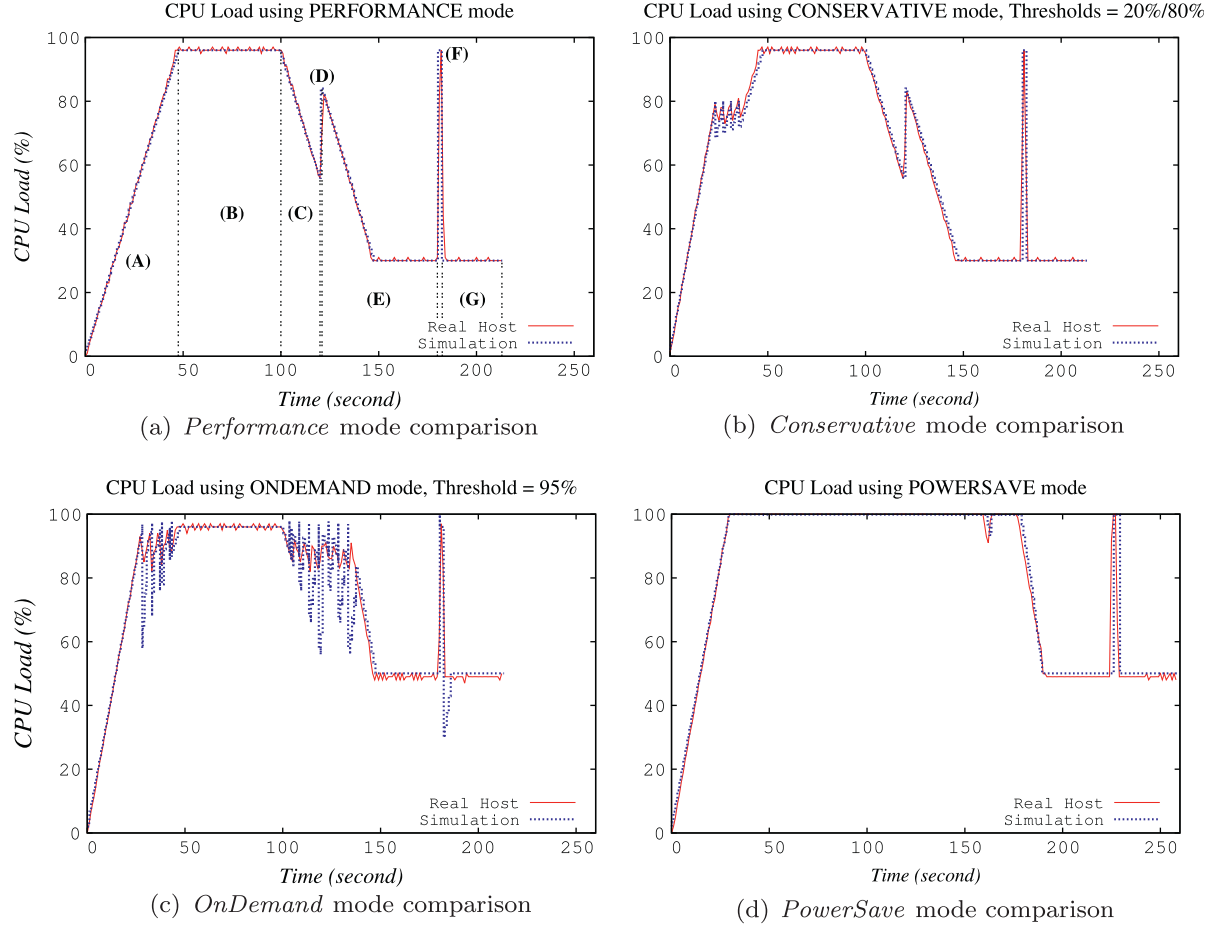 CPU Load using PERFORMANCE mode
100
80
60
40
20
0
CPU Load (%)
(A)
(B)
(C)
(D)
(E)
(F)
(G)
Real Host
Simulation
0 50 100 150 200 250
Time (second)
(a) Performance mode comparison
CPU Load using CONSERVATIVE mode, Thresholds = 20%/80%
100
80
60
40
20
0
Real Host
Simulation
0 50 100 150 200 250
Time (second)
(b) Conservative mode comparison
CPU Load using ONDEMAND mode, Threshold = 95%
100
80
60
40
20
0
CPU Load (%)
Real Host
Simulation
0 50 100 150 200 250
Time (second)
(c) OnDemand mode comparison
CPU Load using POWERSAVE mode
100
80
60
40
20
0
Real Host
Simulation
0 50 100 150 200 250
Time (second)
(d) PowerSave mode comparison